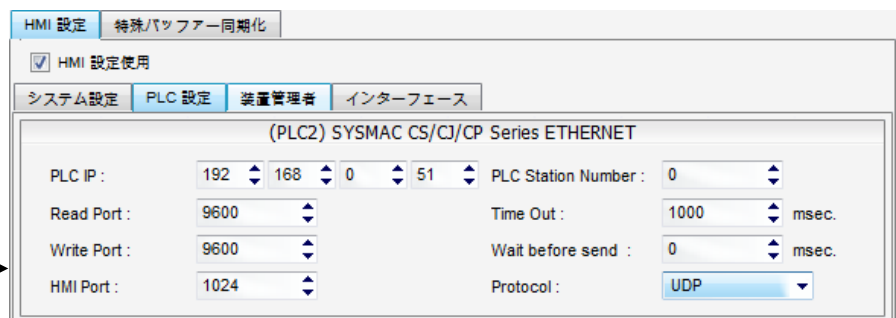 HMI 設定 特殊バッファー同期化
HMI 設定使用
システム設定 PLC 設定 装置管理者 インターフェース
(PLC2) SYSMAC CS/CJ/CP Series ETHERNET
PLC IP : 192 168 0 51 PLC Station Number : 0
Read Port : 9600 Time Out : 1000 msec.
Write Port : 9600 Wait before send : 0 msec.
HMI Port : 1024 Protocol : UDP